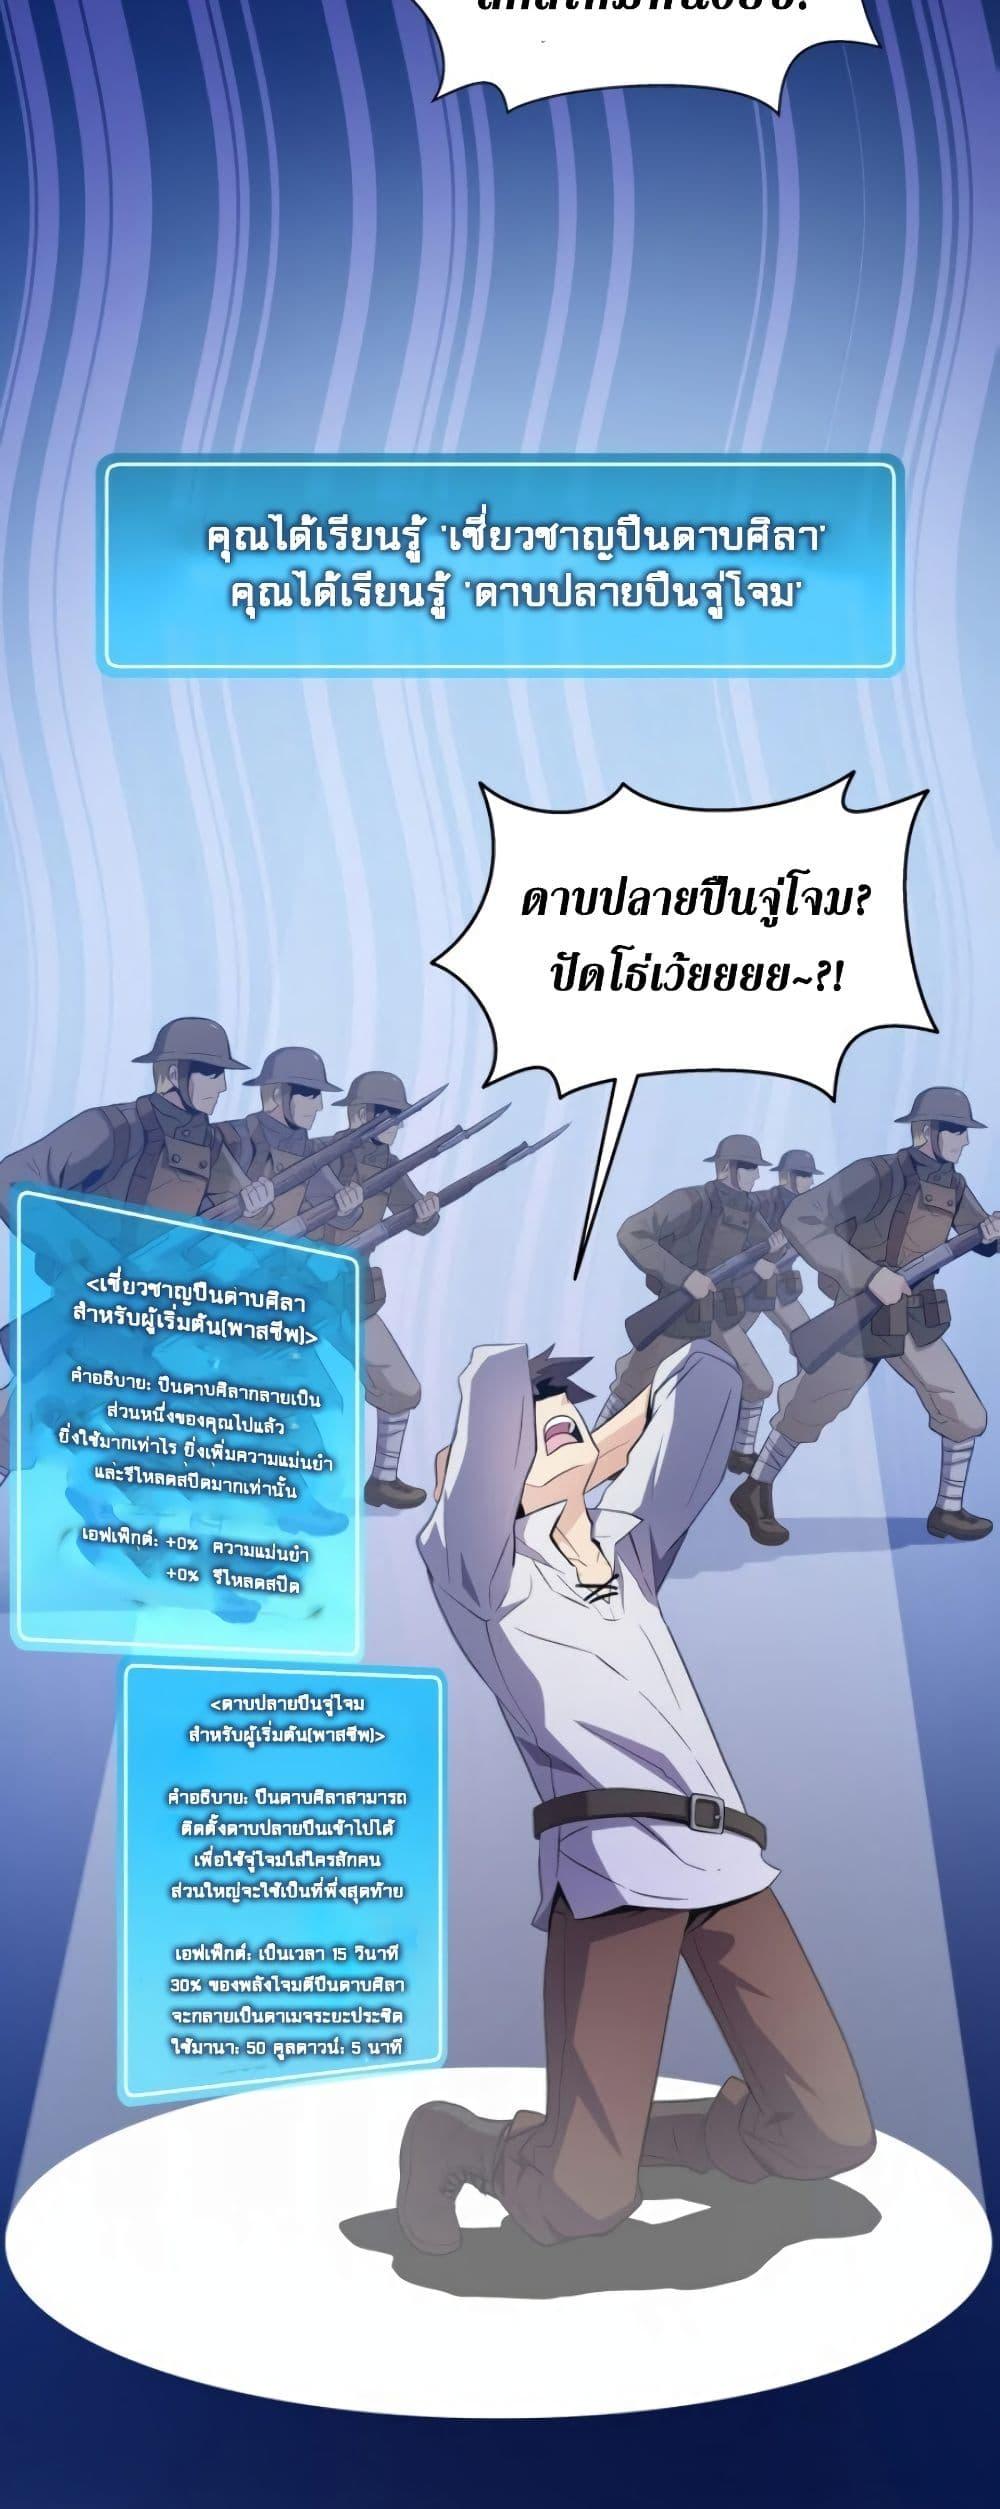 คุณได้เรียนรู้ 'เชี่ยวชาญปืนดาบศิลา'
คุณได้เรียนรู้ 'ดาบปลายปืนจู่โจม'
ดาบปลายปืนจู่โจม?
ปัดโธ่เว้ยยยย~?!
<เชี่ยวชาญปืนดาบศิลา
สำหรับผู้เริ่มต้น(พาสซีฟ)>
คำอธิบาย: ปืนดาบศิลากลายเป็น
ส่วนหนึ่งของคุณไปแล้ว
ยิ่งใช้มากเท่าไร ยิ่งเพิ่มความแม่นยำ
และรีโหลดสปีดมากเท่านั้น
เอฟเฟ็กต์: +0% ความแม่นยำ
+0% รีโหลดสปีด
<ดาบปลายปืนจู่โจม
สำหรับผู้เริ่มต้น(พาสซีฟ)>
คำอธิบาย: ปืนดาบศิลาสามารถ
ติดตั้งดาบปลายปืนเข้าไปได้
เพื่อใช้จู่โจมใส่ใครสักคน
ส่วนใหญ่จะใช้เป็นที่พึ่งสุดท้าย
เอฟเฟ็กต์: เป็นเวลา 15 วินาที
30% ของพลังโจมตีปืนดาบศิลา
จะกลายเป็นดาเมจระยะประชิด
ใช้มานา: 50 คูลดาวน์: 5 นาที